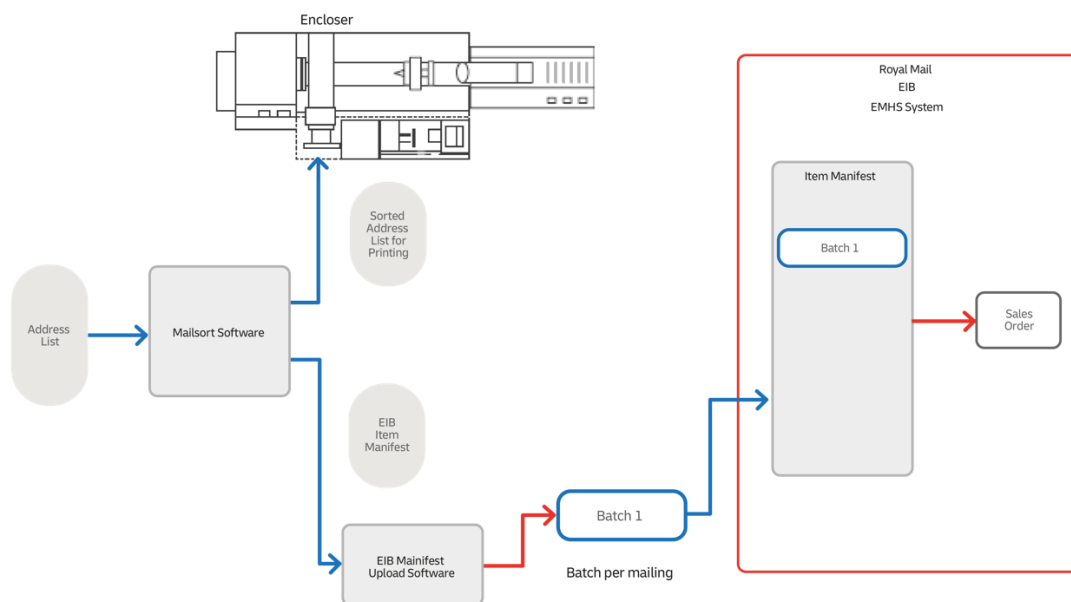 Encloser
Royal Mail
EIB
EMHS System
Item Manifest
Batch 1
Sorted
Address
List for
Printing
Address
List
Mailsort Software
Sales
Order
EIB
Item
Manifest
EIB Mainifest
Upload Software
Batch 1
Batch per mailing